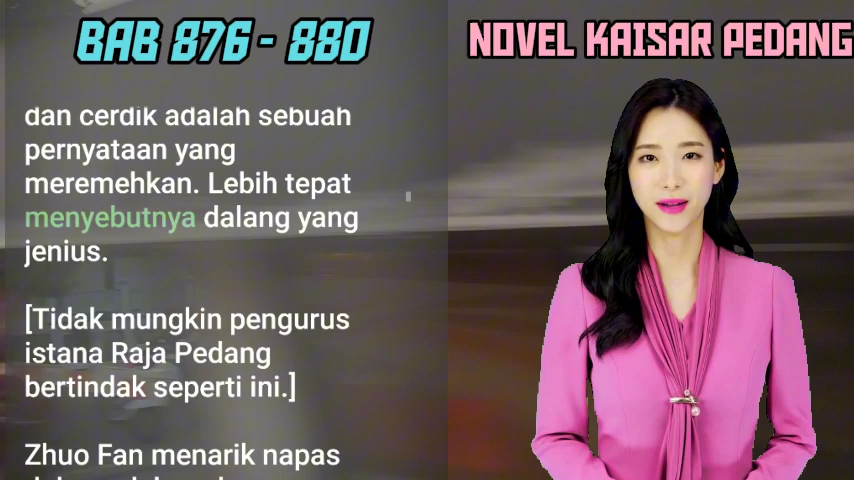 BAB 876 - 880
NOVEL KAISAR PEDANG
dan cerdik adalah sebuah
pernyataan yang
meremehkan. Lebih tepat
menyebutnya dalang yang
jenius.
[Tidak mungkin pengurus
istana Raja Pedang
bertindak seperti ini.]
Zhuo Fan menarik napas